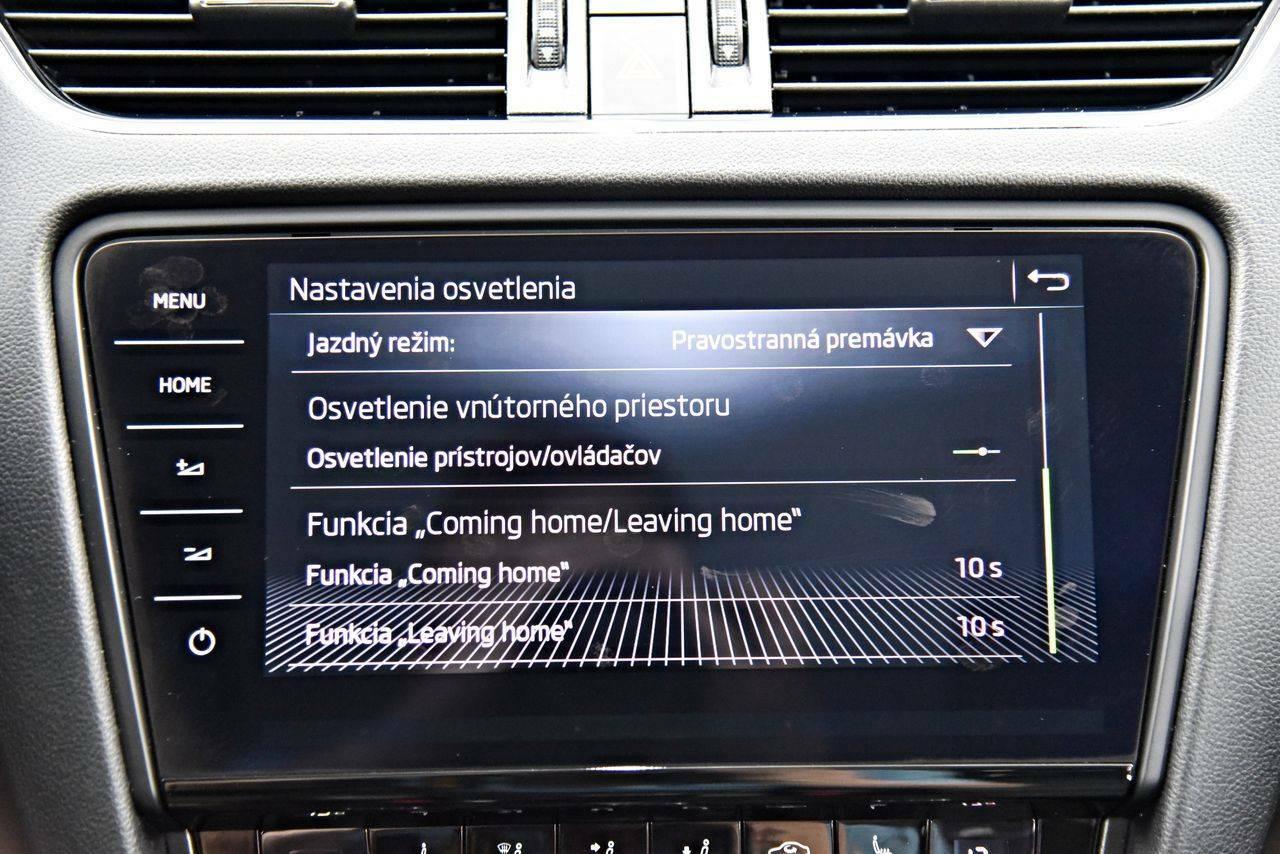 Nastavenia osvetlenia
MENU
Jazdný režim: Pravostranná premávka
HOME
Osvetlenie vnútorného priestoru
Osvetlenie prístrojov/ovládačov
Funkcia „Coming home/Leaving home“
Funkcia „Coming home“ 10 s
Funkcia „Leaving home“ 10 s